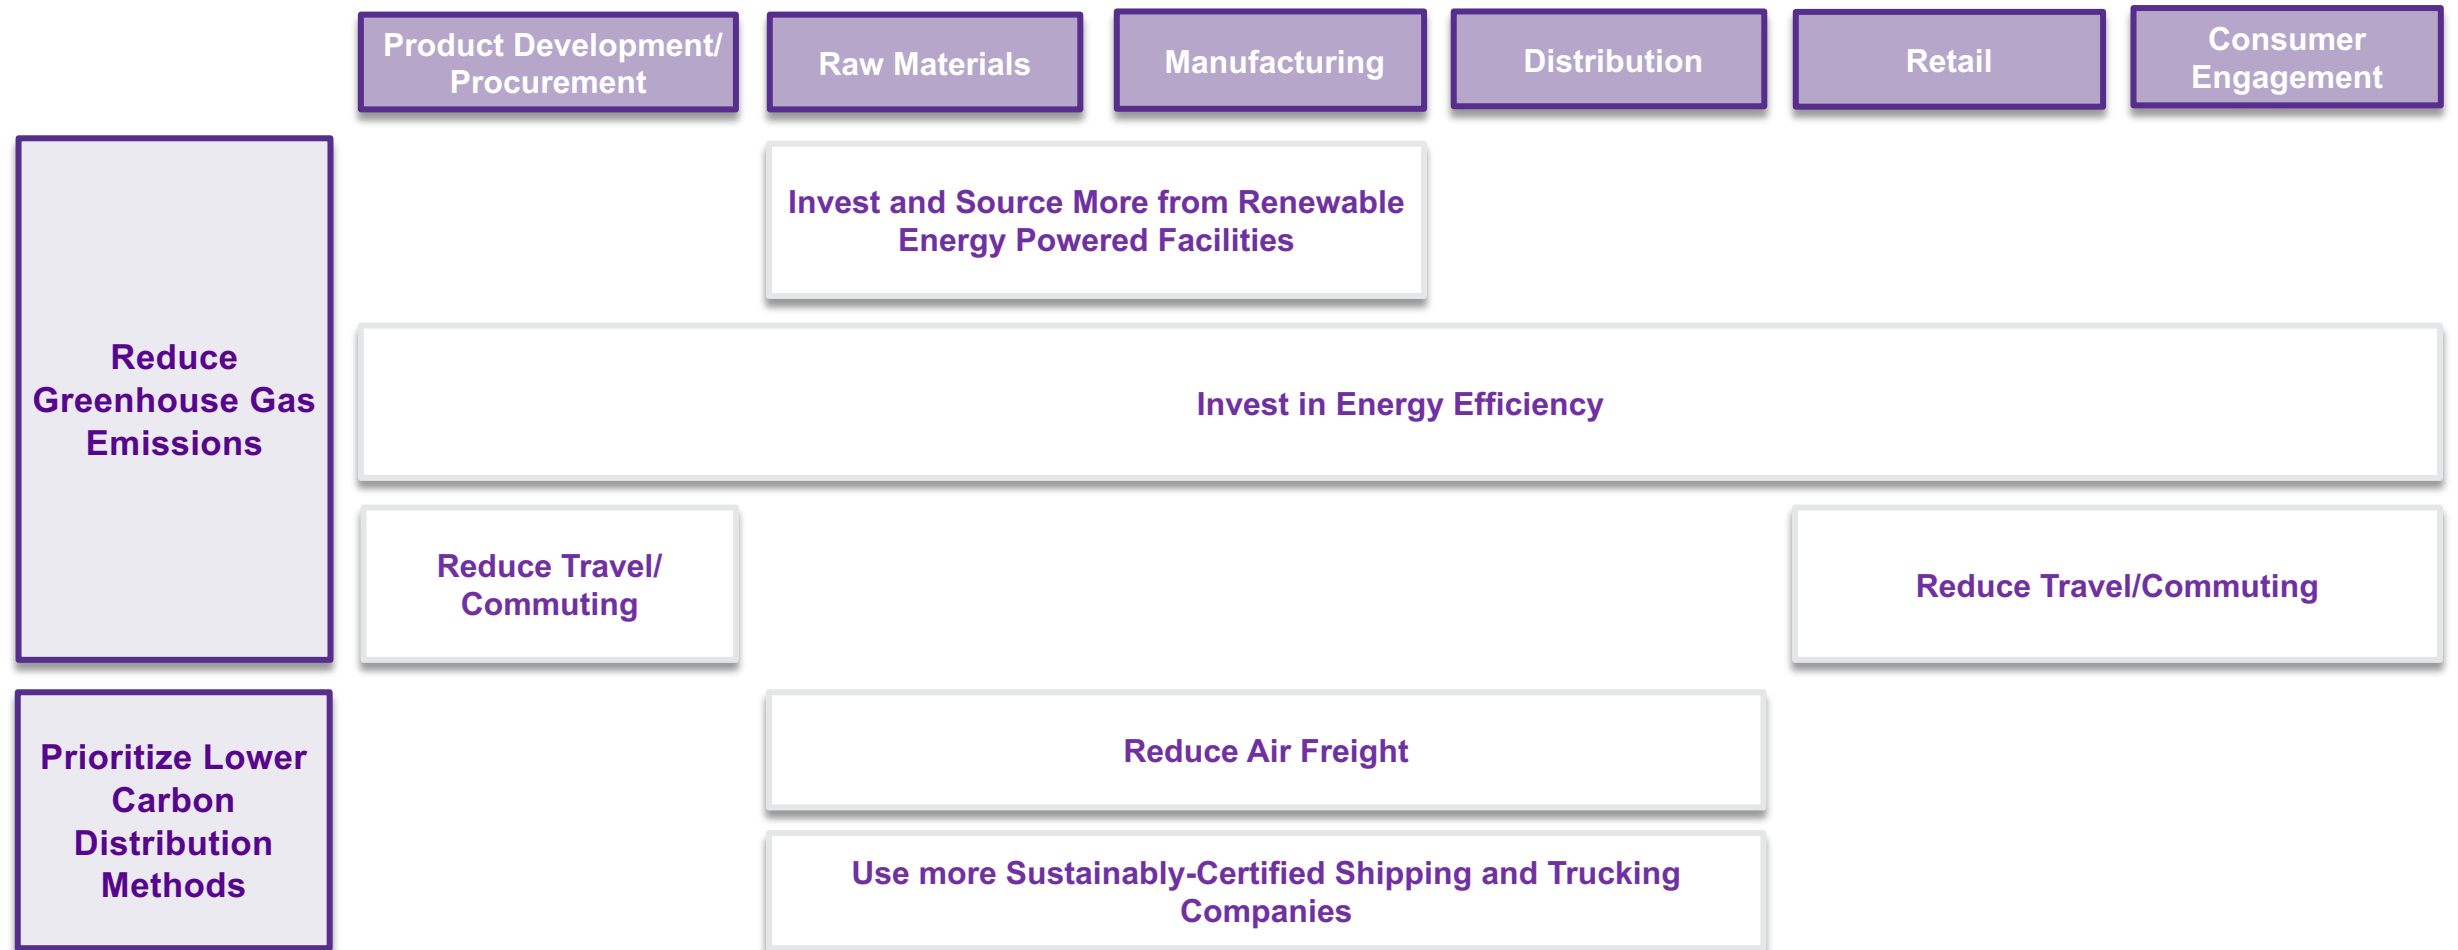 Product Development/
Procurement
Raw Materials
Manufacturing
Distribution
Retail
Consumer
Engagement
Reduce
Greenhouse Gas
Emissions
Invest and Source More from Renewable
Energy Powered Facilities
Invest in Energy Efficiency
Reduce Travel/
Commuting
Reduce Travel/Commuting
Prioritize Lower
Carbon
Distribution
Methods
Reduce Air Freight
Use more Sustainably-Certified Shipping and Trucking
Companies